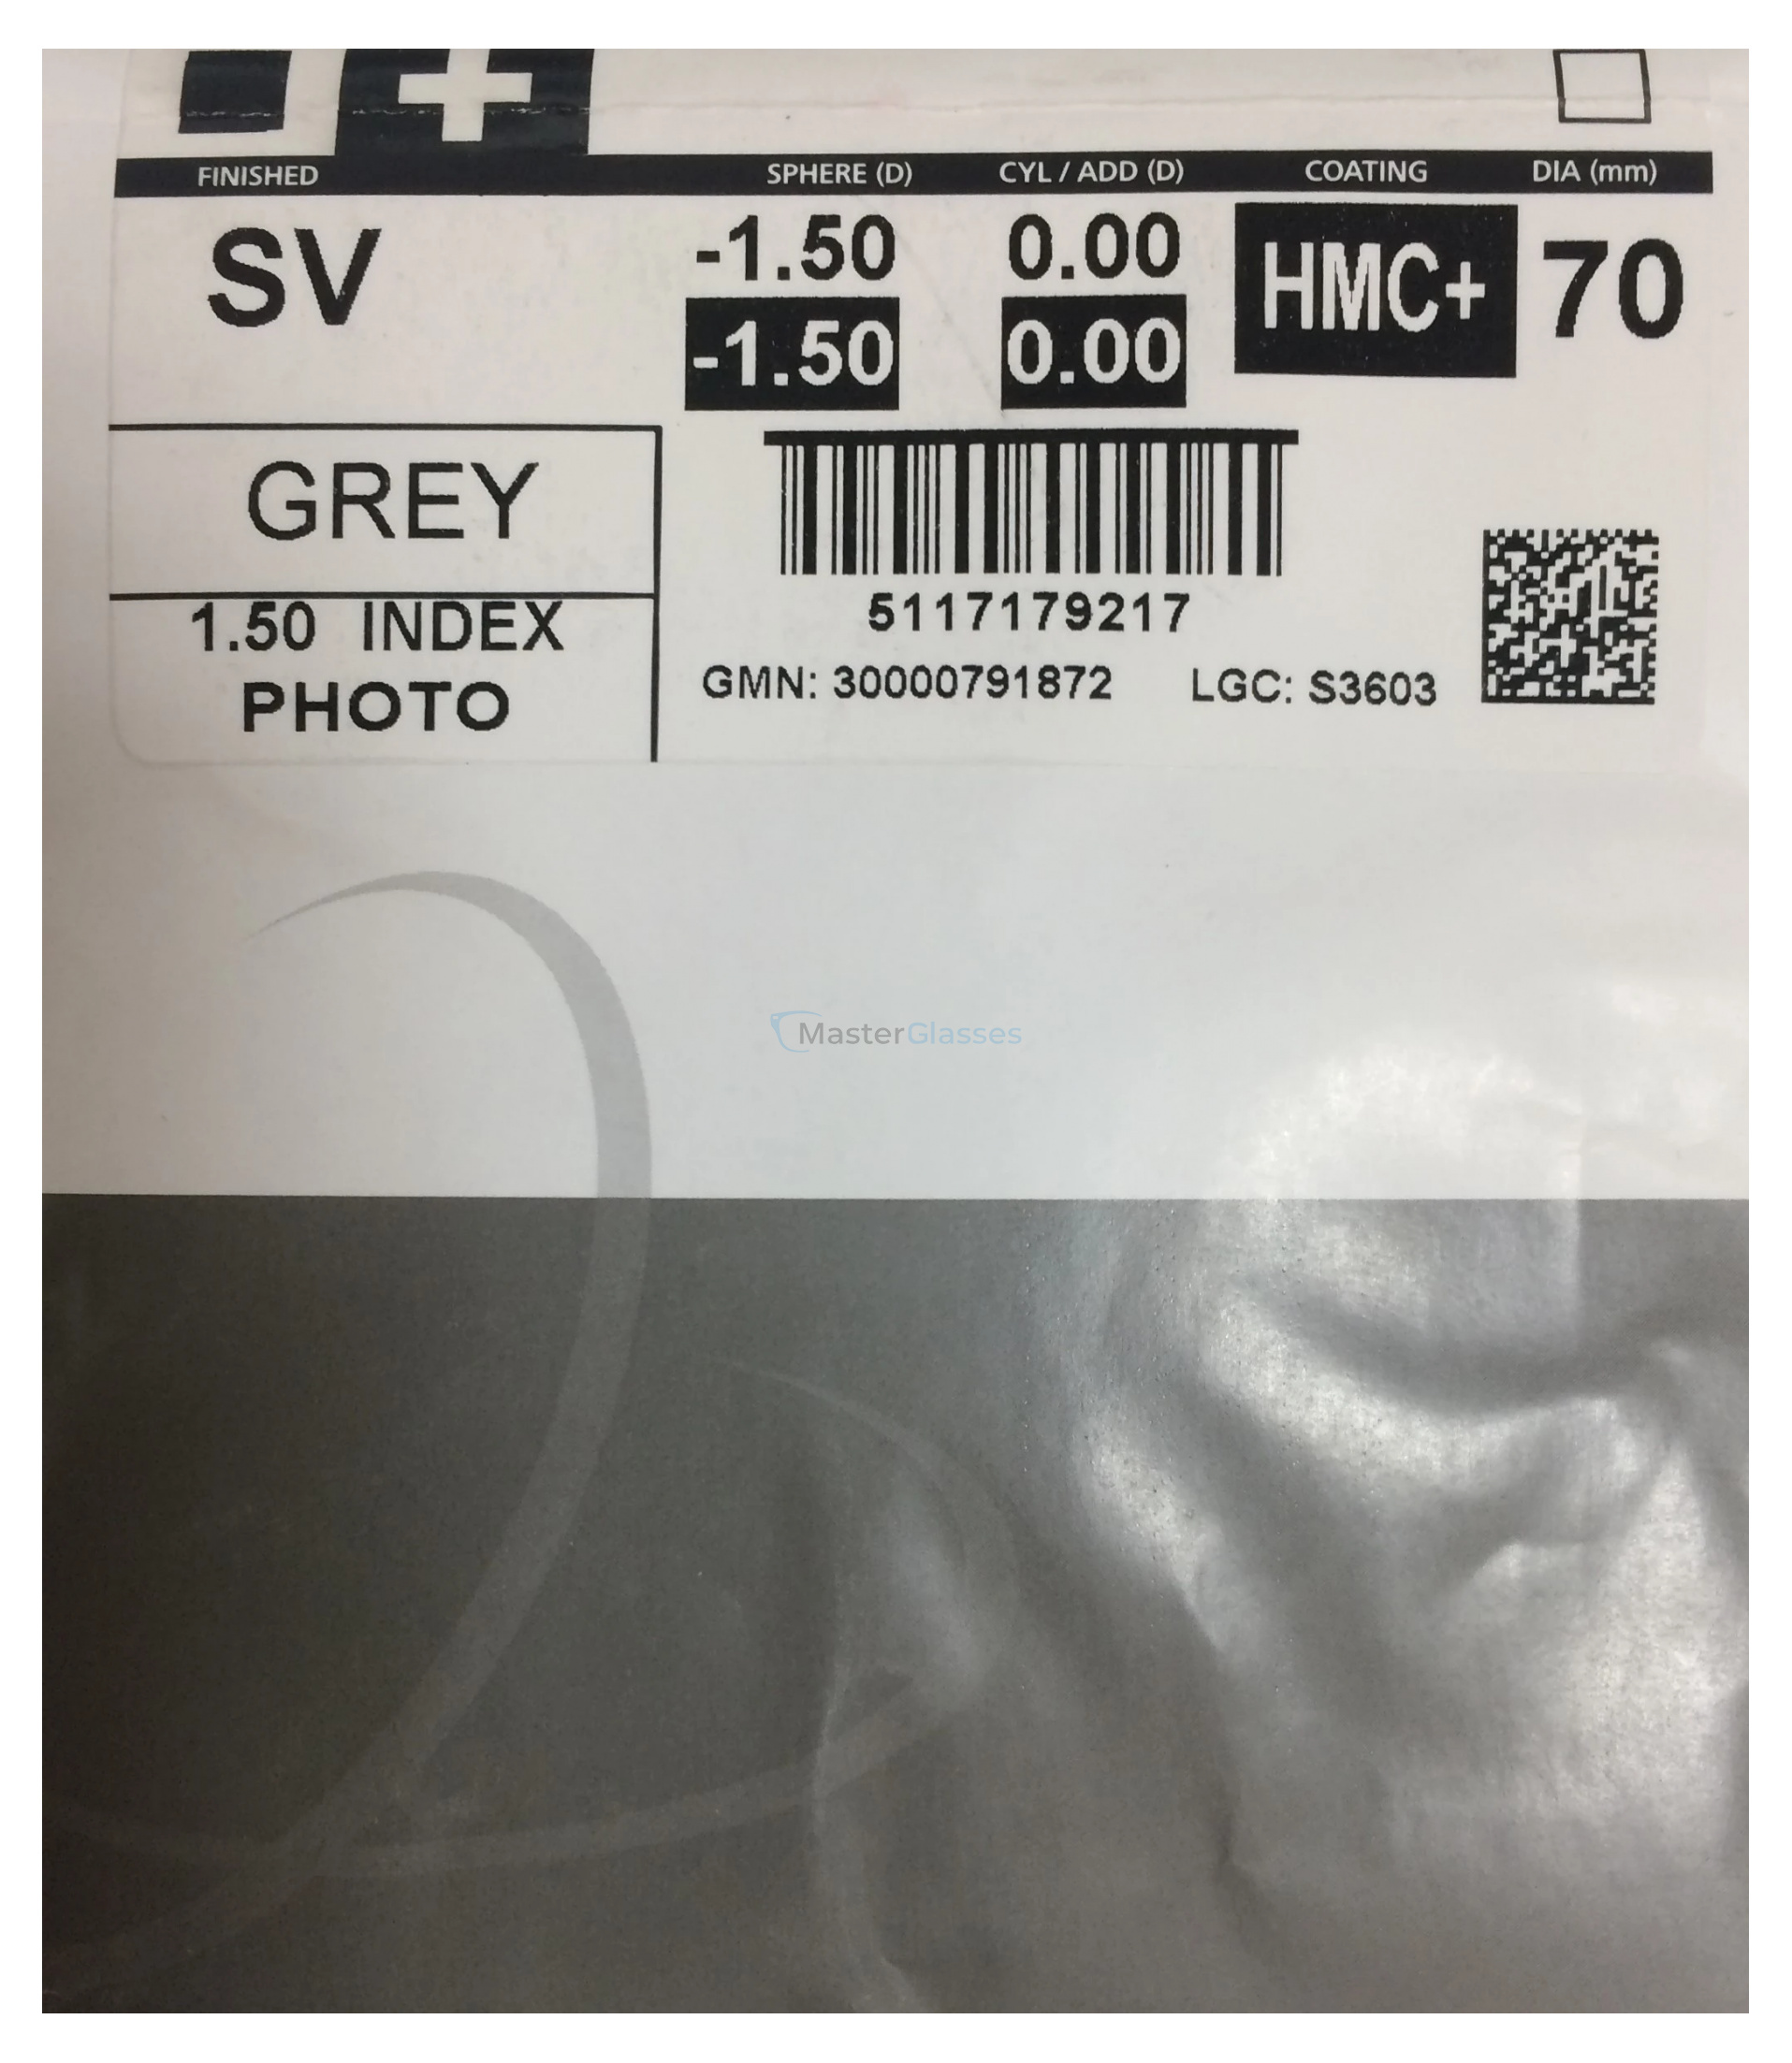 FINISHED SPHERE (D) CYL / ADD (D) COATING DIA (mm)
SV -1.50 0.00 HMC+ 70
-1.50 0.00
GREY
1.50 INDEX
PHOTO
5117179217
GMN: 30000791872 LGC: S3603
MasterGlasses